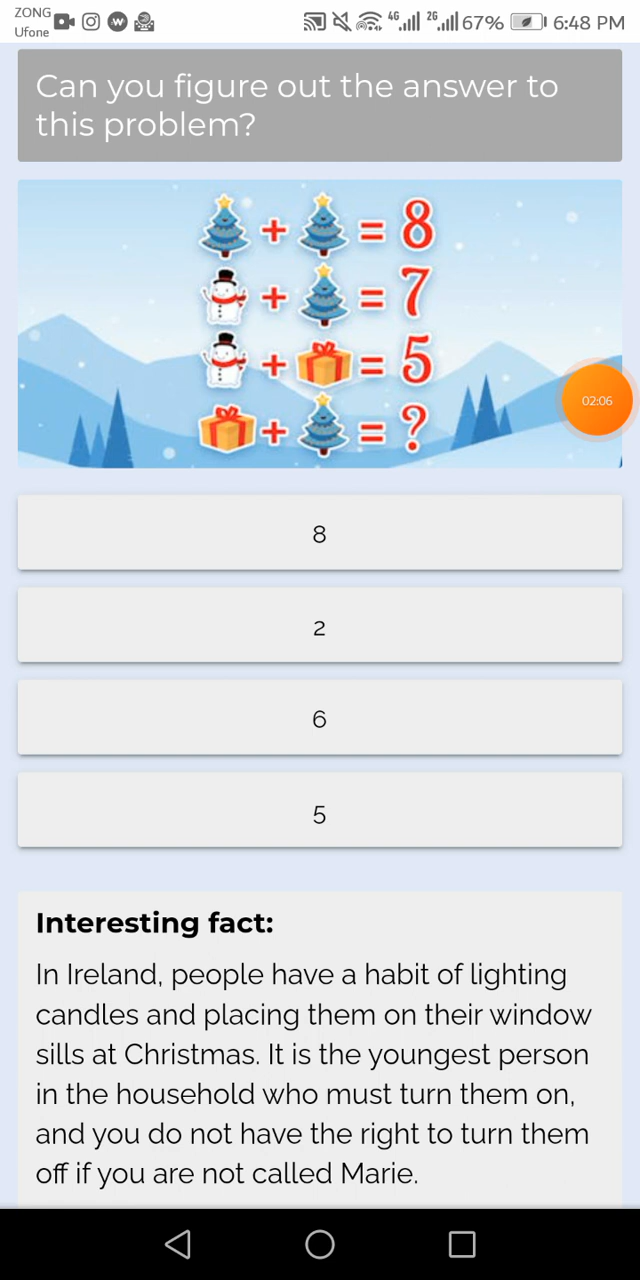 ZONG
Ufone
4G
2G
67%
6:48 PM
Can you figure out the answer to
this problem?
+ = 8
+ = 7
+ = 5
+ = ?
02:06
8
2
6
5
Interesting fact:
In Ireland, people have a habit of lighting
candles and placing them on their window
sills at Christmas. It is the youngest person
in the household who must turn them on,
and you do not have the right to turn them
off if you are not called Marie.